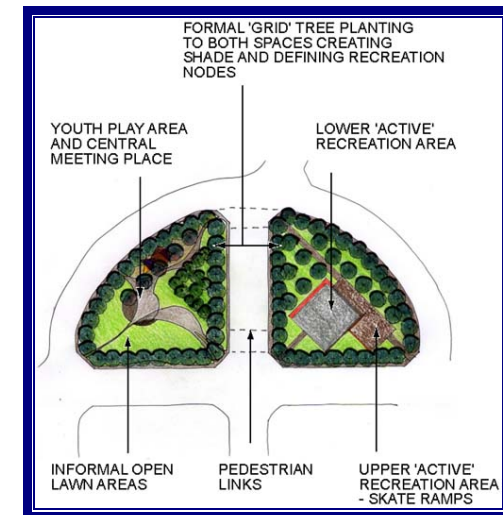 FORMAL 'GRID' TREE PLANTING
TO BOTH SPACES CREATING
SHADE AND DEFINING RECREATION
NODES
YOUTH PLAY AREA
AND CENTRAL
MEETING PLACE
LOWER 'ACTIVE'
RECREATION AREA
INFORMAL OPEN
LAWN AREAS
PEDESTRIAN
LINKS
UPPER 'ACTIVE'
RECREATION AREA
- SKATE RAMPS